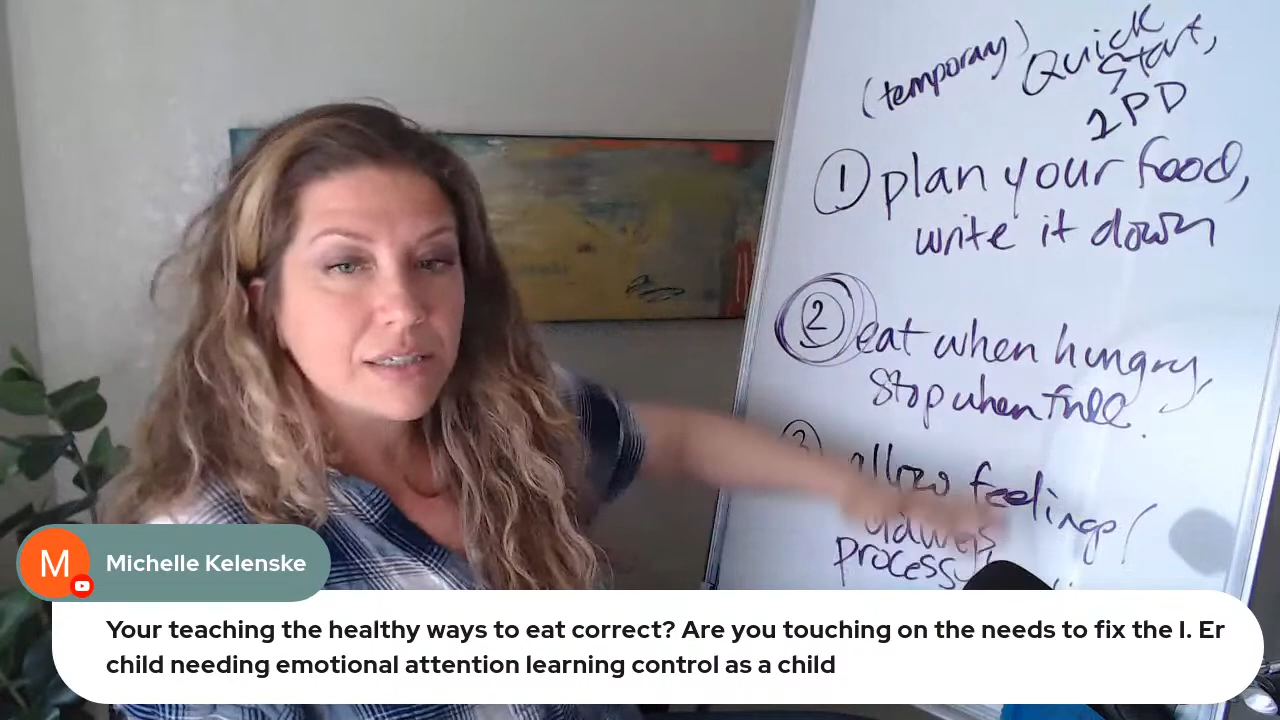 (temporary) Quick
Start,
2PD
① plan your food,
write it down
② eat when hungry,
stop when full.
③ allow feelings/
process
M
Michelle Kelenske
Your teaching the healthy ways to eat correct? Are you touching on the needs to fix the I. Er
child needing emotional attention learning control as a child